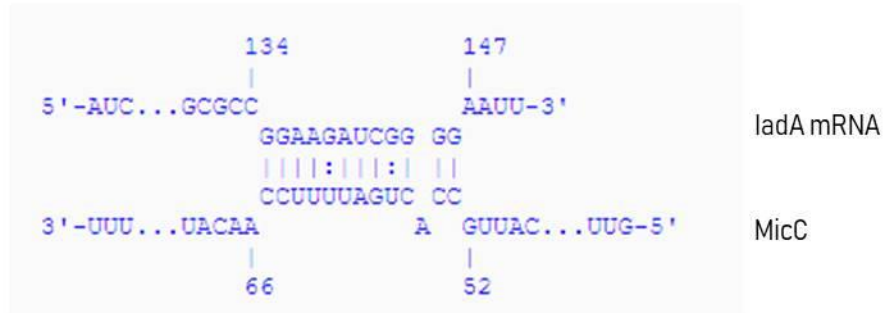 134 147
| |
5'-AUC...GCGCC AAUU-3'
GGAAGAUCGG GG
||||:|||:| ||
CCUUUUAGUC CC
3'-UUU...UACAA A GUUAC...UUG-5'
| |
66 52
IadA mRNA
MicC